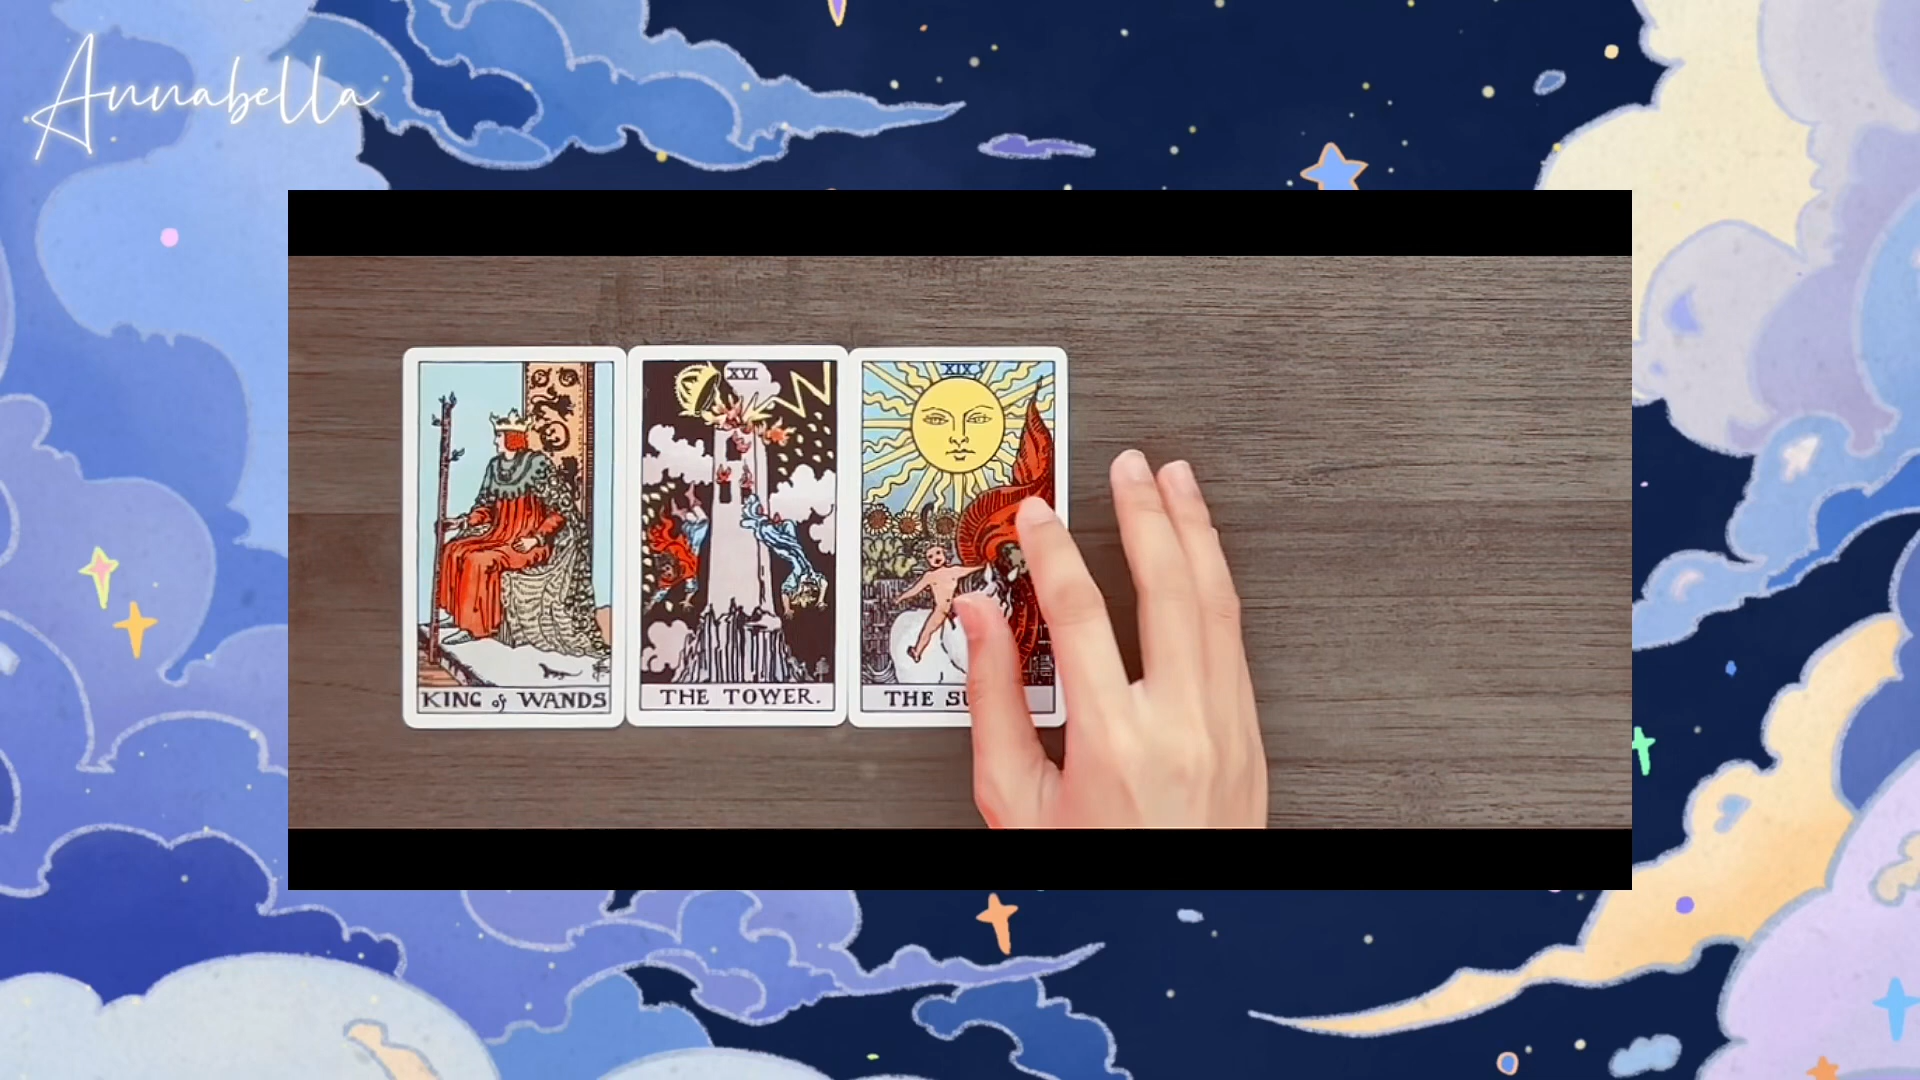 Annabella
XVI
XIX
KING of WANDS
THE TOWER.
THE SU